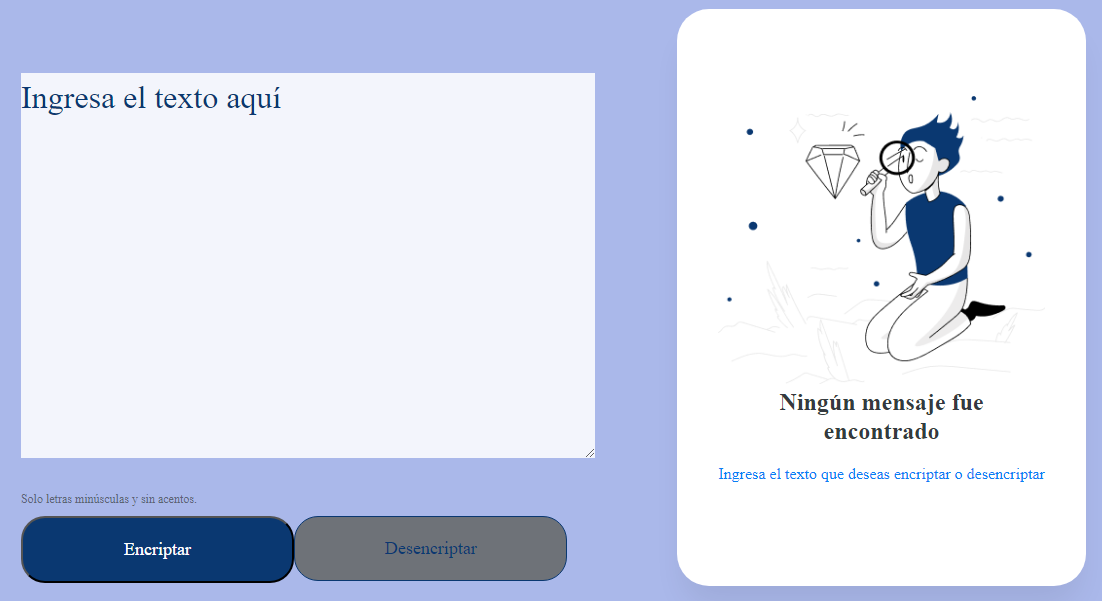 Ingresa el texto aquí
Solo letras minúsculas y sin acentos.
Encriptar
Desencriptar
Ningún mensaje fue
encontrado
Ingresa el texto que deseas encriptar o desencriptar